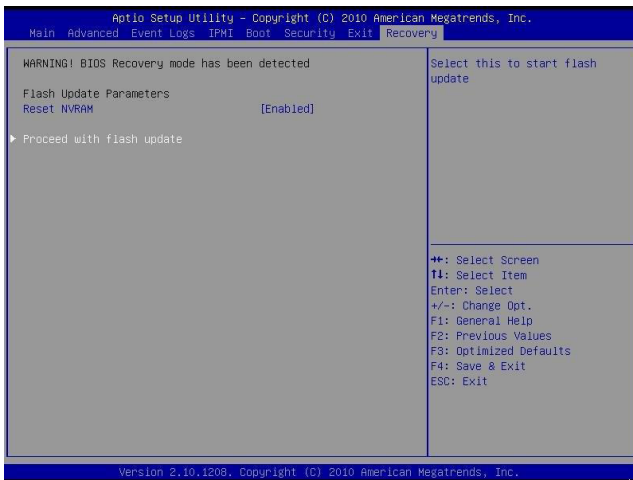 Aptio Setup Utility – Copyright (C) 2010 American Megatrends, Inc.
Main Advanced Event Logs IPMI Boot Security Exit Recovery
WARNING! BIOS Recovery mode has been detected
Flash Update Parameters
Reset NVRAM [Enabled]
▶ Proceed with flash update
Select this to start flash
update
→←: Select Screen
↑↓: Select Item
Enter: Select
+/-: Change Opt.
F1: General Help
F2: Previous Values
F3: Optimized Defaults
F4: Save & Exit
ESC: Exit
Version 2.10.1208. Copyright (C) 2010 American Megatrends, Inc.